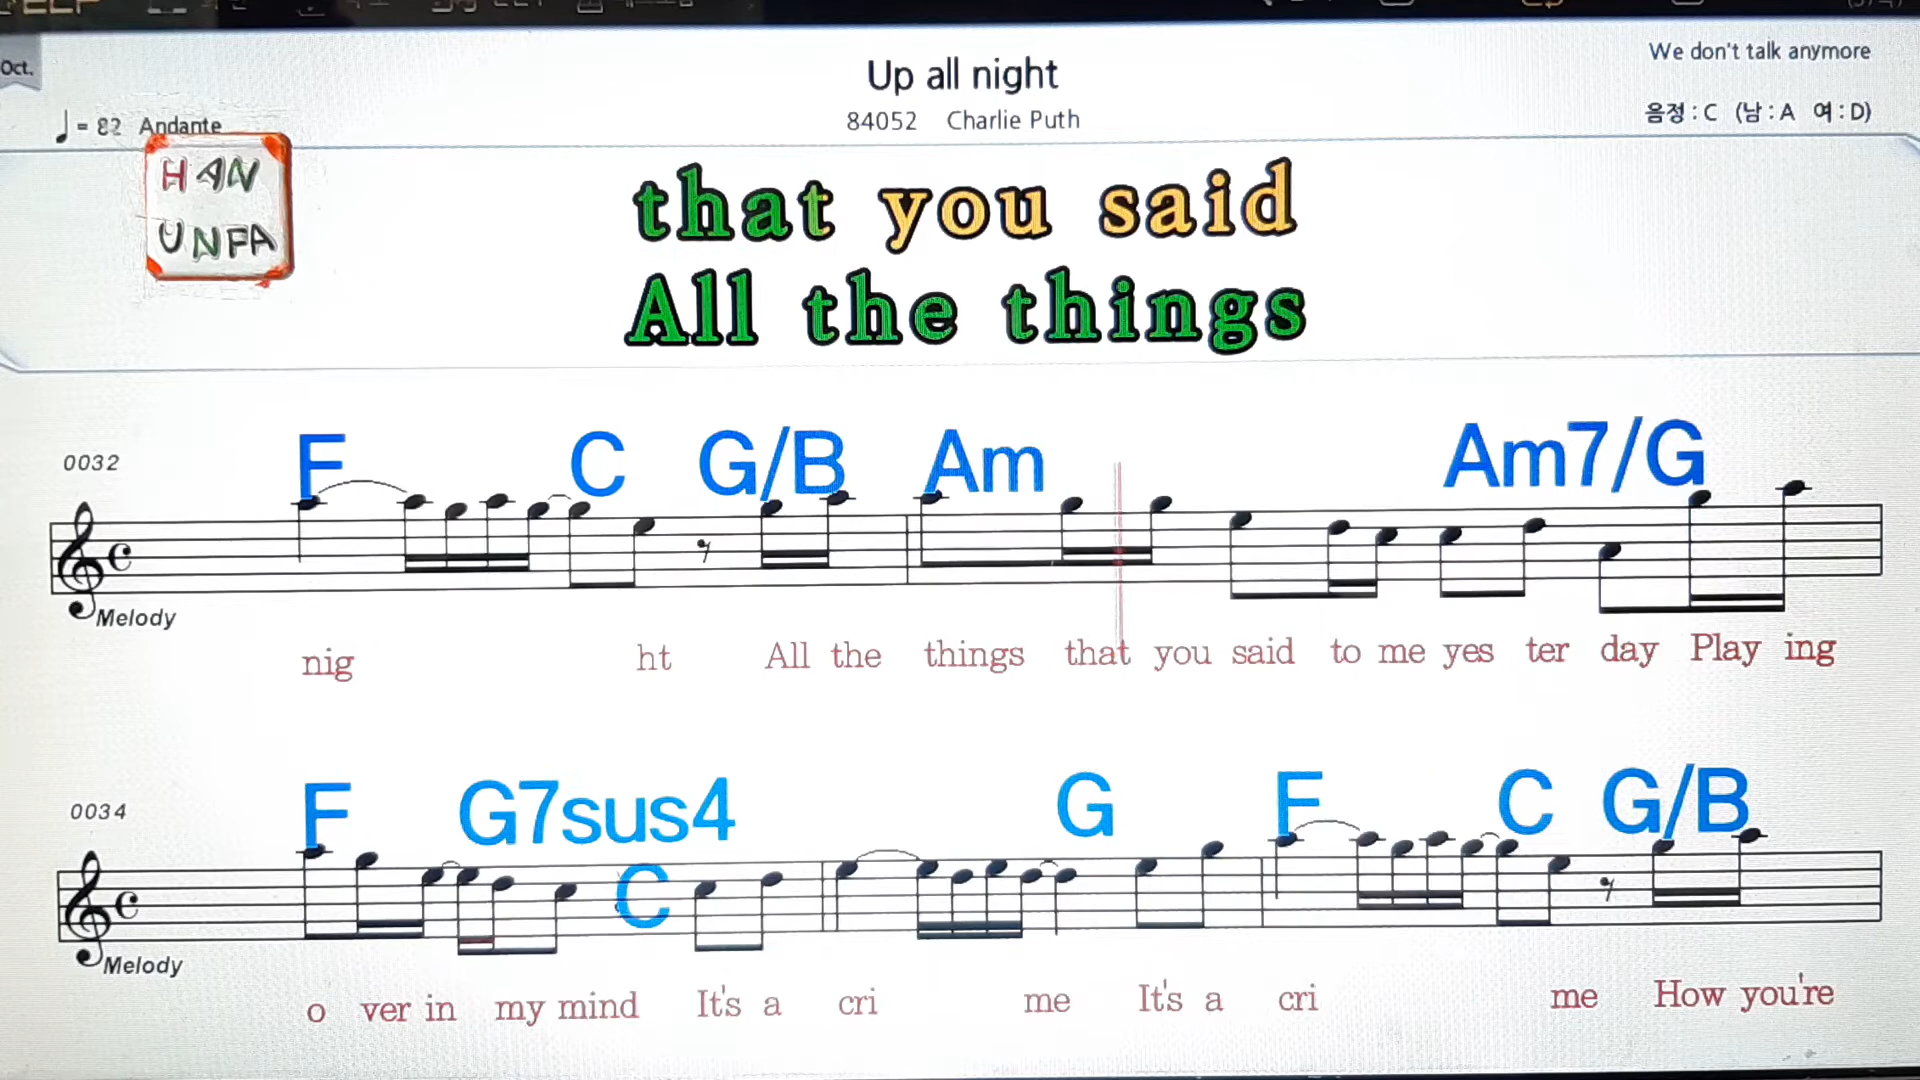 Oct.
Up all night
We don't talk anymore
♩ = 82 Andante
84052 Charlie Puth
음정 : C (남 : A 여 : D)
HAN
UNFA
that you said
All the things
0032
F C G/B Am Am7/G
Melody
nig ht All the things that you said to me yes ter day Play ing
0034
F G7sus4 C G F C G/B
Melody
o ver in my mind It's a cri me It's a cri me How you're